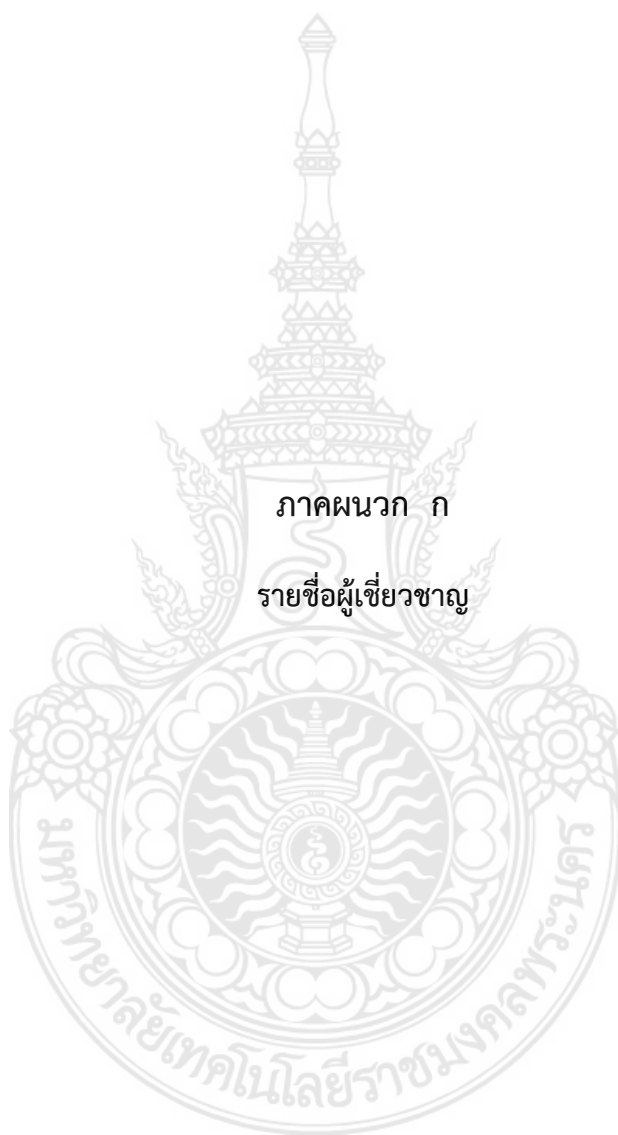 ภาคผนวก ก
รายชื่อผู้เชี่ยวชาญ
มหาวิทยาลัยเทคโนโลยีราชมงคลพระนคร